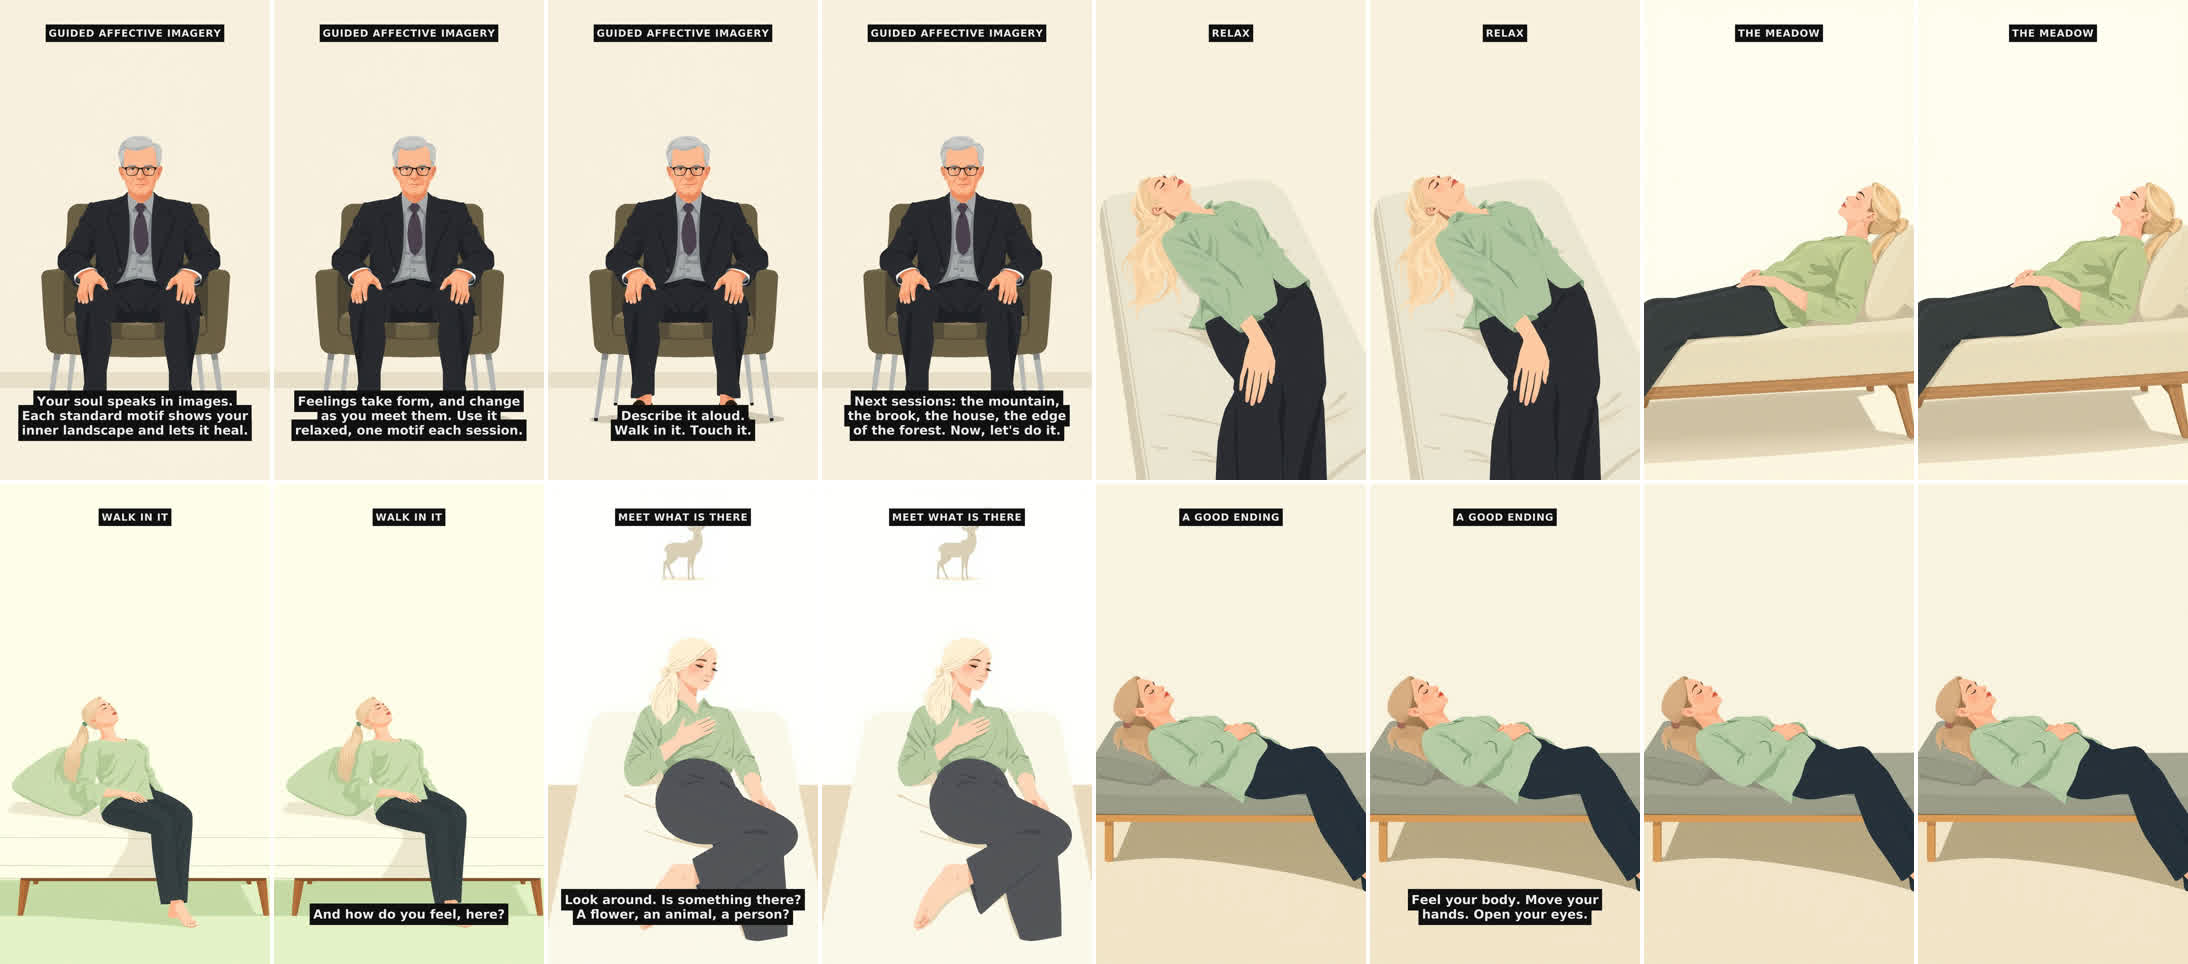 GUIDED AFFECTIVE IMAGERY
Your soul speaks in images.
Each standard motif shows your
inner landscape and lets it heal.
GUIDED AFFECTIVE IMAGERY
Feelings take form, and change
as you meet them. Use it
relaxed, one motif each session.
GUIDED AFFECTIVE IMAGERY
Describe it aloud.
Walk in it. Touch it.
GUIDED AFFECTIVE IMAGERY
Next sessions: the mountain,
the brook, the house, the edge
of the forest. Now, let's do it.
RELAX
RELAX
THE MEADOW
THE MEADOW
WALK IN IT
WALK IN IT
And how do you feel, here?
MEET WHAT IS THERE
Look around. Is something there?
A flower, an animal, a person?
MEET WHAT IS THERE
A GOOD ENDING
A GOOD ENDING
Feel your body. Move your
hands. Open your eyes.